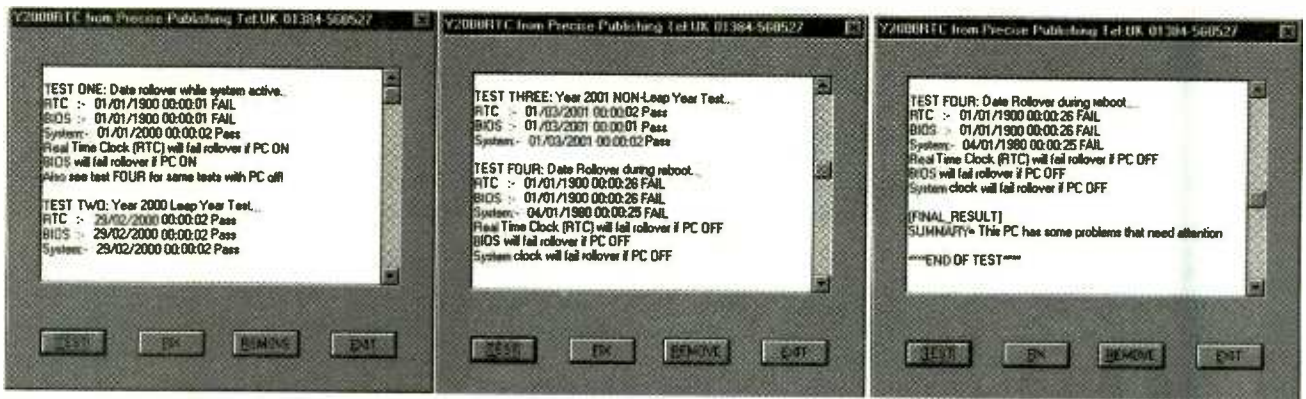 Y2000RTC from Precise Publishing Tel:UK 01384-560527
TEST ONE: Date rollover while system active...
RTC :- 01/01/1900 00:00:01 FAIL
BIOS :- 01/01/1900 00:00:01 FAIL
System:- 01/01/2000 00:00:02 Pass
Real Time Clock (RTC) will fail rollover if PC ON
BIOS will fail rollover if PC ON
Also see test FOUR for same tests with PC off!
TEST TWO: Year 2000 Leap Year Test...
RTC :- 29/02/2000 00:00:02 Pass
BIOS :- 29/02/2000 00:00:02 Pass
System:- 29/02/2000 00:00:02 Pass
TEST! FIX REMOVE EXIT
Y2000RTC from Precise Publishing Tel:UK 01384-560527
TEST THREE: Year 2001 NON-Leap Year Test...
RTC :- 01/03/2001 00:00:02 Pass
BIOS :- 01/03/2001 00:00:01 Pass
System:- 01/03/2001 00:00:02 Pass
TEST FOUR: Date Rollover during reboot...
RTC :- 01/01/1900 00:00:26 FAIL
BIOS :- 01/01/1900 00:00:26 FAIL
System:- 04/01/1980 00:00:25 FAIL
Real Time Clock (RTC) will fail rollover if PC OFF
BIOS will fail rollover if PC OFF
System clock will fail rollover if PC OFF
TEST! FIX REMOVE EXIT
Y2000RTC from Precise Publishing Tel:UK 01384-560527
TEST FOUR: Date Rollover during reboot...
RTC :- 01/01/1900 00:00:26 FAIL
BIOS :- 01/01/1900 00:00:26 FAIL
System:- 04/01/1980 00:00:25 FAIL
Real Time Clock (RTC) will fail rollover if PC OFF
BIOS will fail rollover if PC OFF
System clock will fail rollover if PC OFF
[FINAL_RESULT]
SUMMARY= This PC has some problems that need attention
****END OF TEST****
TEST! FIX REMOVE EXIT